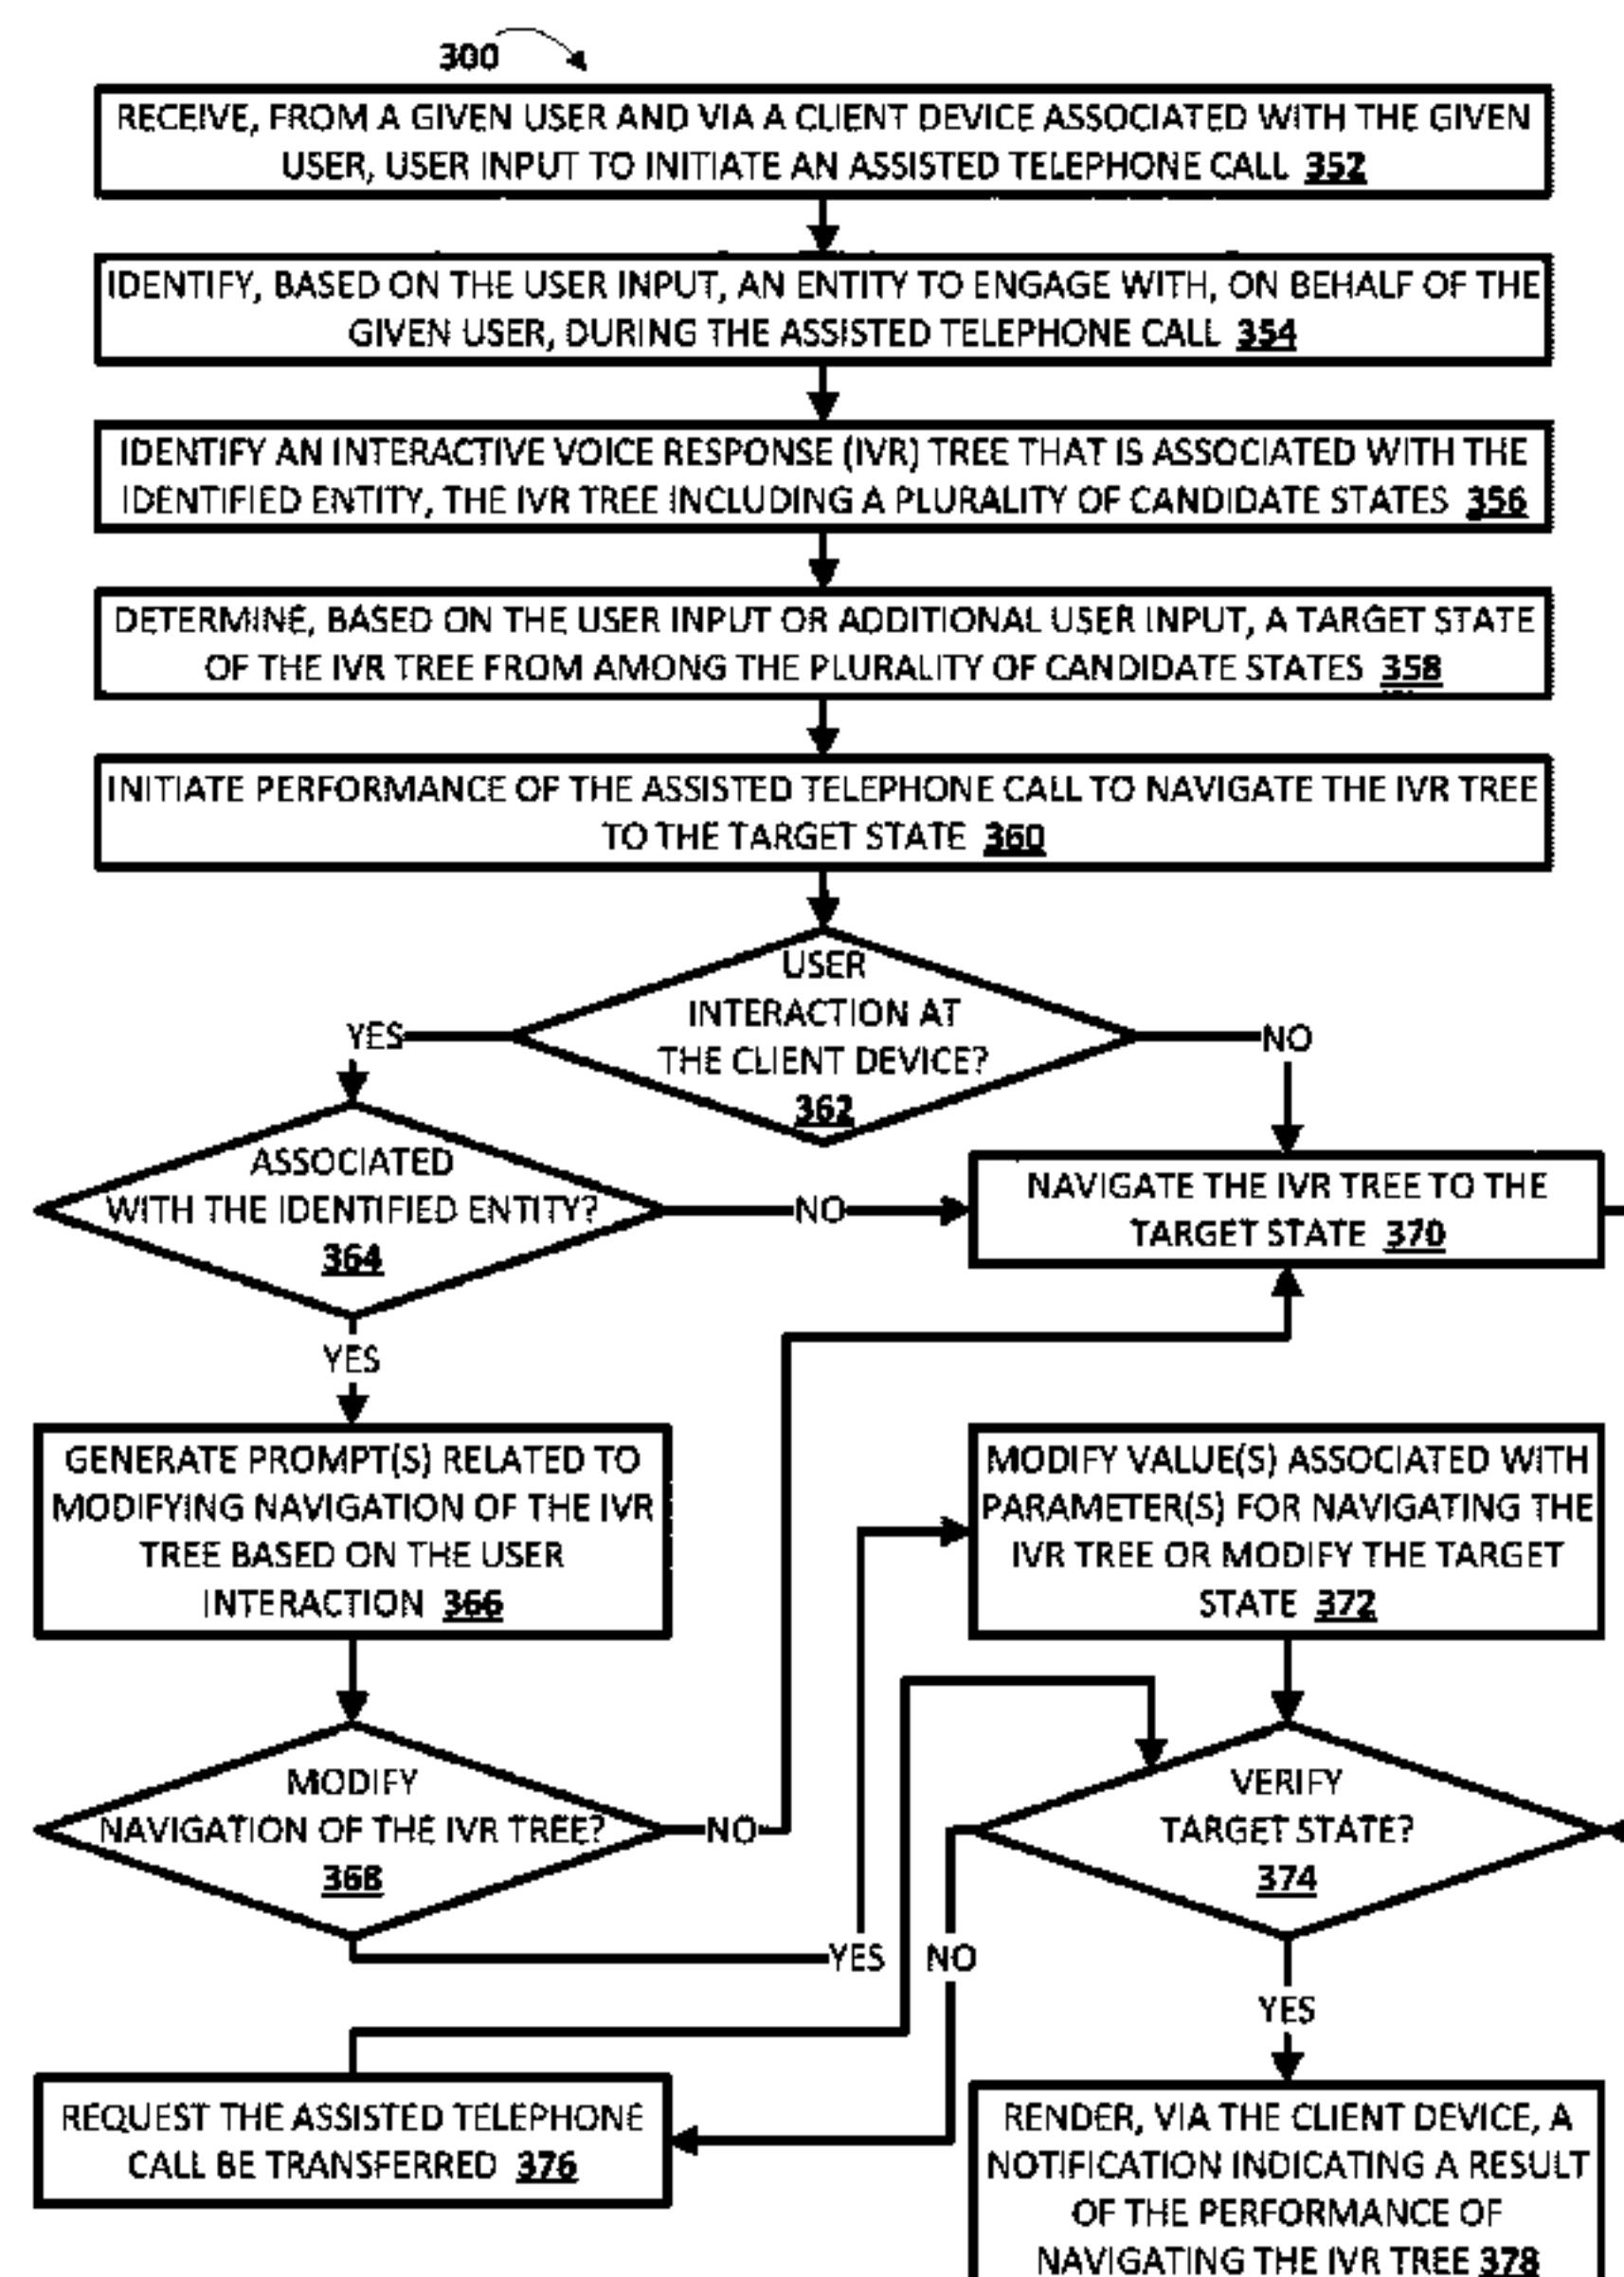 300
RECEIVE, FROM A GIVEN USER AND VIA A CLIENT DEVICE ASSOCIATED WITH THE GIVEN
USER, USER INPUT TO INITIATE AN ASSISTED TELEPHONE CALL 352
IDENTIFY, BASED ON THE USER INPUT, AN ENTITY TO ENGAGE WITH, ON BEHALF OF THE
GIVEN USER, DURING THE ASSISTED TELEPHONE CALL 354
IDENTIFY AN INTERACTIVE VOICE RESPONSE (IVR) TREE THAT IS ASSOCIATED WITH THE
IDENTIFIED ENTITY, THE IVR TREE INCLUDING A PLURALITY OF CANDIDATE STATES 356
DETERMINE, BASED ON THE USER INPUT OR ADDITIONAL USER INPUT, A TARGET STATE
OF THE IVR TREE FROM AMONG THE PLURALITY OF CANDIDATE STATES 358
INITIATE PERFORMANCE OF THE ASSISTED TELEPHONE CALL TO NAVIGATE THE IVR TREE
TO THE TARGET STATE 360
USER
INTERACTION AT
THE CLIENT DEVICE?
362
YES
NO
ASSOCIATED
WITH THE IDENTIFIED ENTITY?
364
NO
NAVIGATE THE IVR TREE TO THE
TARGET STATE 370
YES
GENERATE PROMPT(S) RELATED TO
MODIFYING NAVIGATION OF THE IVR
TREE BASED ON THE USER
INTERACTION 366
MODIFY VALUE(S) ASSOCIATED WITH
PARAMETER(S) FOR NAVIGATING THE
IVR TREE OR MODIFY THE TARGET
STATE 372
MODIFY
NAVIGATION OF THE IVR TREE?
368
NO
VERIFY
TARGET STATE?
374
YES
NO
YES
REQUEST THE ASSISTED TELEPHONE
CALL BE TRANSFERRED 376
RENDER, VIA THE CLIENT DEVICE, A
NOTIFICATION INDICATING A RESULT
OF THE PERFORMANCE OF
NAVIGATING THE IVR TREE 378